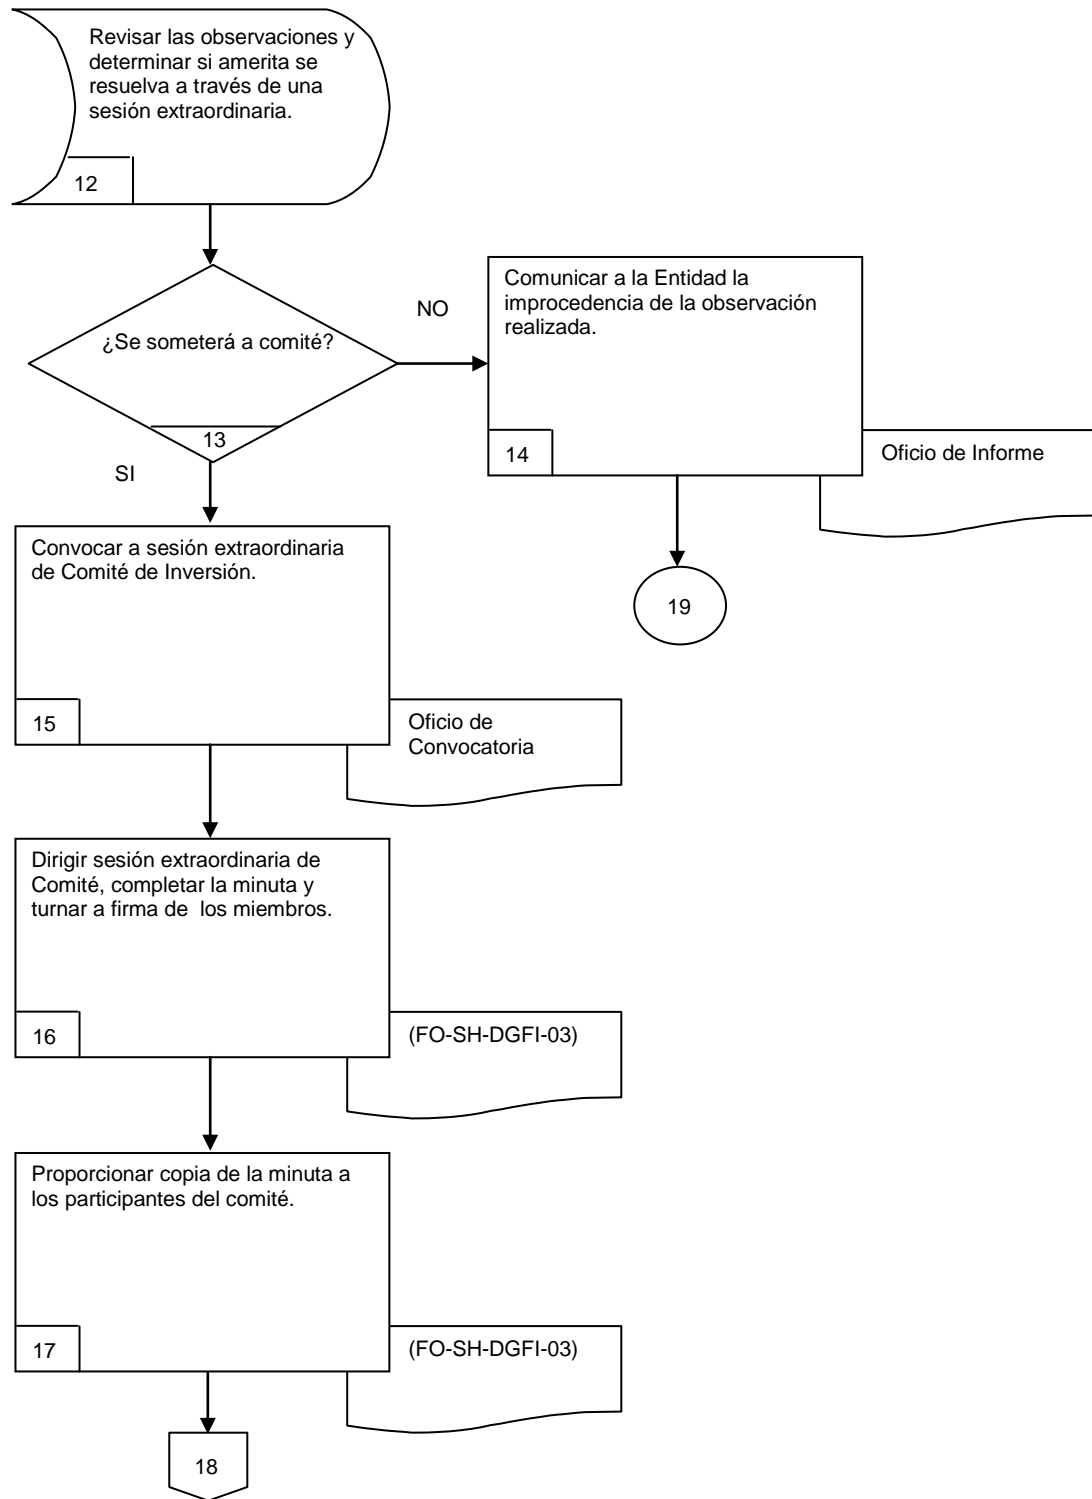 Revisar las observaciones y
determinar si amerita se
resuelva a través de una
sesión extraordinaria.
12
¿Se someterá a comité?
13
NO
SI
Comunicar a la Entidad la
improcedencia de la observación
realizada.
14
Oficio de Informe
19
Convocar a sesión extraordinaria
de Comité de Inversión.
15
Oficio de
Convocatoria
Dirigir sesión extraordinaria de
Comité, completar la minuta y
turnar a firma de  los miembros.
16
(FO-SH-DGFI-03)
Proporcionar copia de la minuta a
los participantes del comité.
17
(FO-SH-DGFI-03)
18